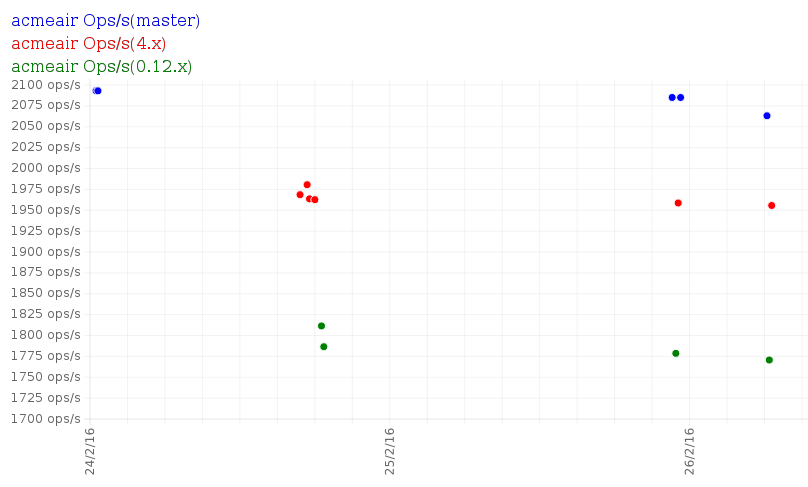 acmeair Ops/s(master)
acmeair Ops/s(4.x)
acmeair Ops/s(0.12.x)
2100 ops/s
2075 ops/s
2050 ops/s
2025 ops/s
2000 ops/s
1975 ops/s
1950 ops/s
1925 ops/s
1900 ops/s
1875 ops/s
1850 ops/s
1825 ops/s
1800 ops/s
1775 ops/s
1750 ops/s
1725 ops/s
1700 ops/s
24/2/16
25/2/16
26/2/16